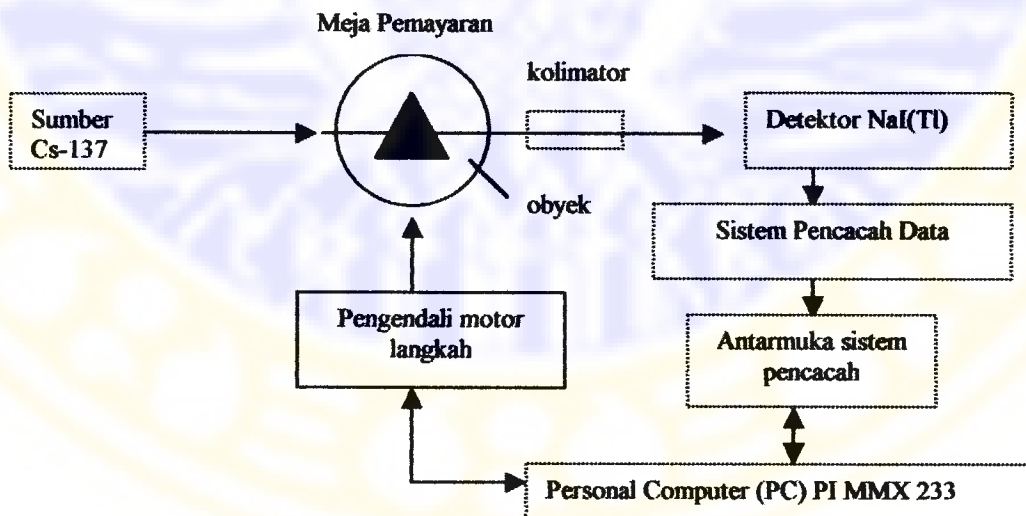 Meja Pemayaran
kolimator
Sumber
Cs-137
Detektor NaI(Tl)
obyek
Sistem Pencacah Data
Pengendali motor
langkah
Antarmuka sistem
pencacah
Personal Computer (PC) PI MMX 233